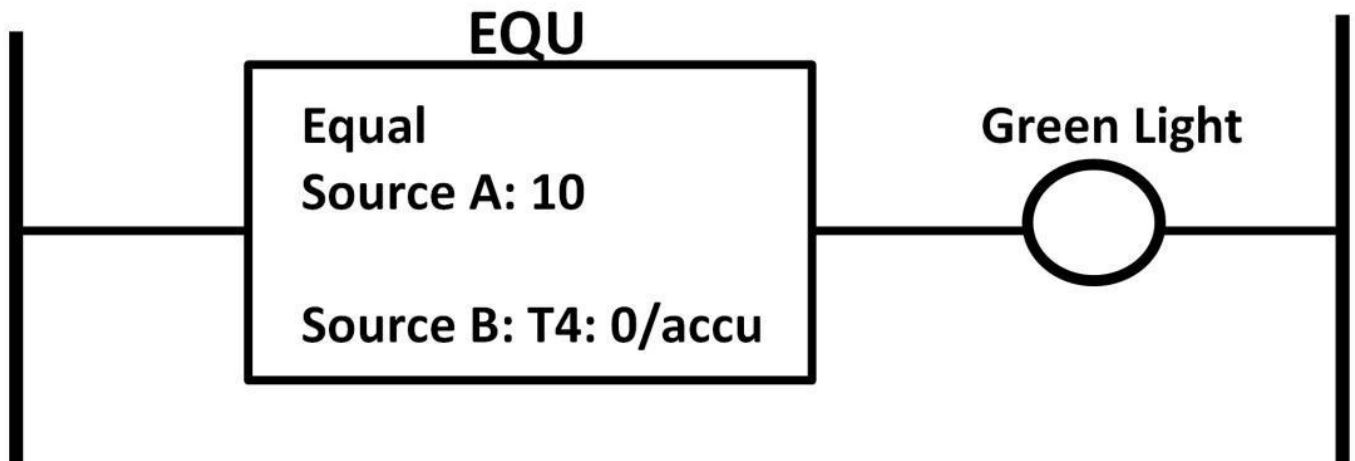 EQU
Equal
Green Light
Source A: 10
Source B: T4: 0/accu